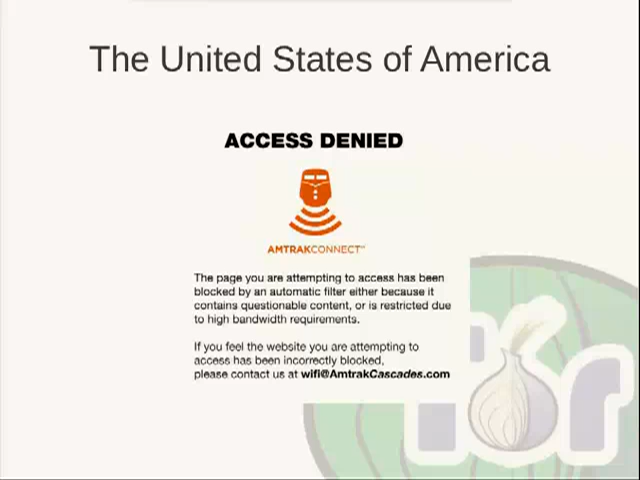 The United States of America
ACCESS DENIED
AMTRAKCONNECT™
The page you are attempting to access has been
blocked by an automatic filter either because it
contains questionable content, or is restricted due
to high bandwidth requirements.
If you feel the website you are attempting to
access has been incorrectly blocked,
please contact us at wifi@AmtrakCascades.com
Tor